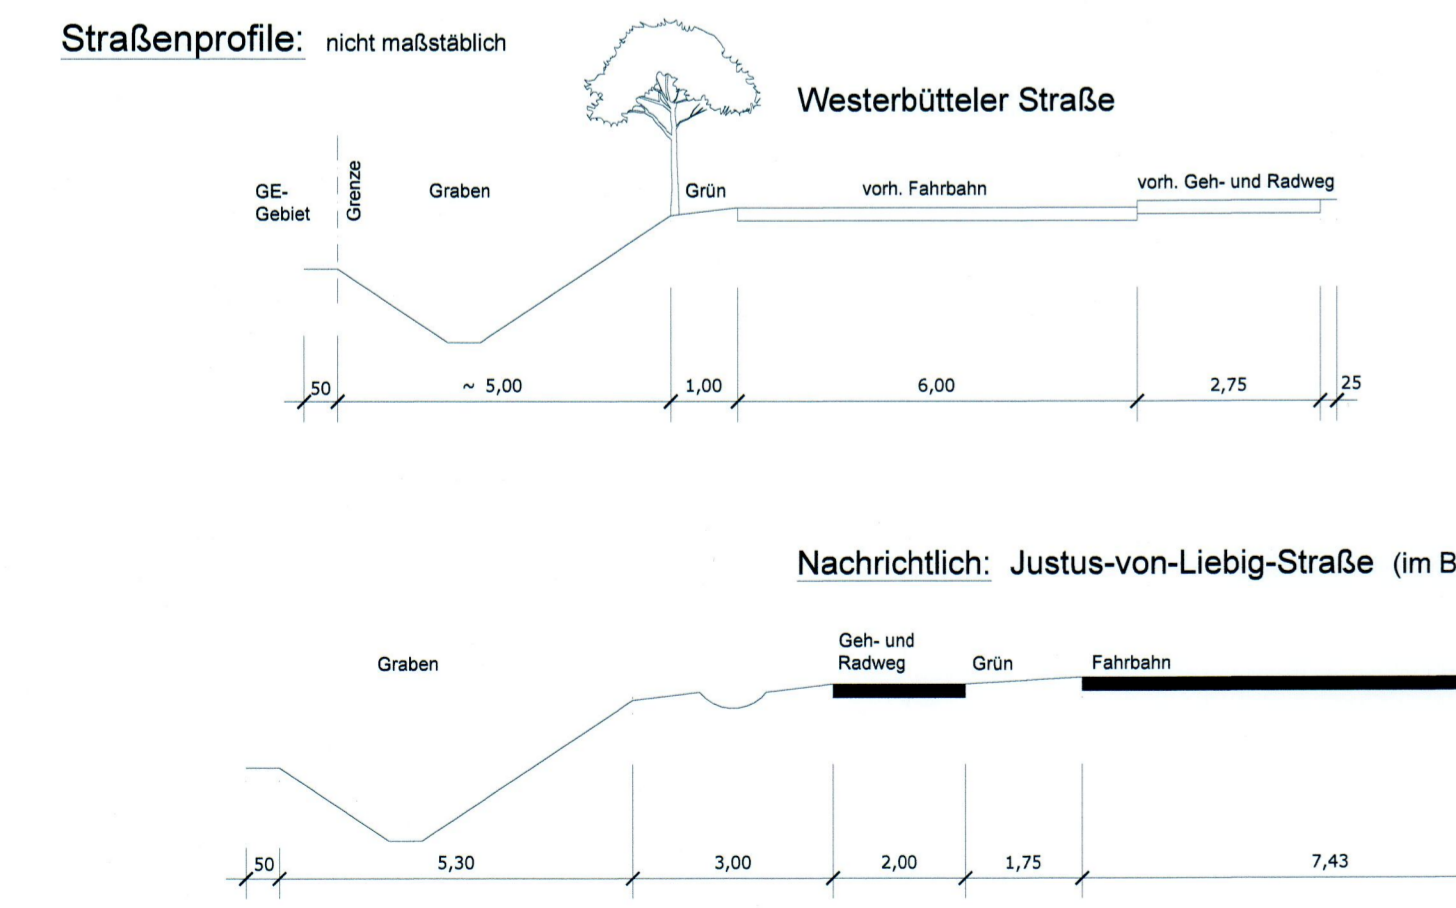 Straßenprofile: nicht maßstäblich
Westerbütteler Straße
GE-
Gebiet
Grenze
Graben
Grün
vorh. Fahrbahn
vorh. Geh- und Radweg
50
~ 5,00
1,00
6,00
2,75
25
Nachrichtlich: Justus-von-Liebig-Straße (im B
Graben
Geh- und
Radweg
Grün
Fahrbahn
50
5,30
3,00
2,00
1,75
7,43